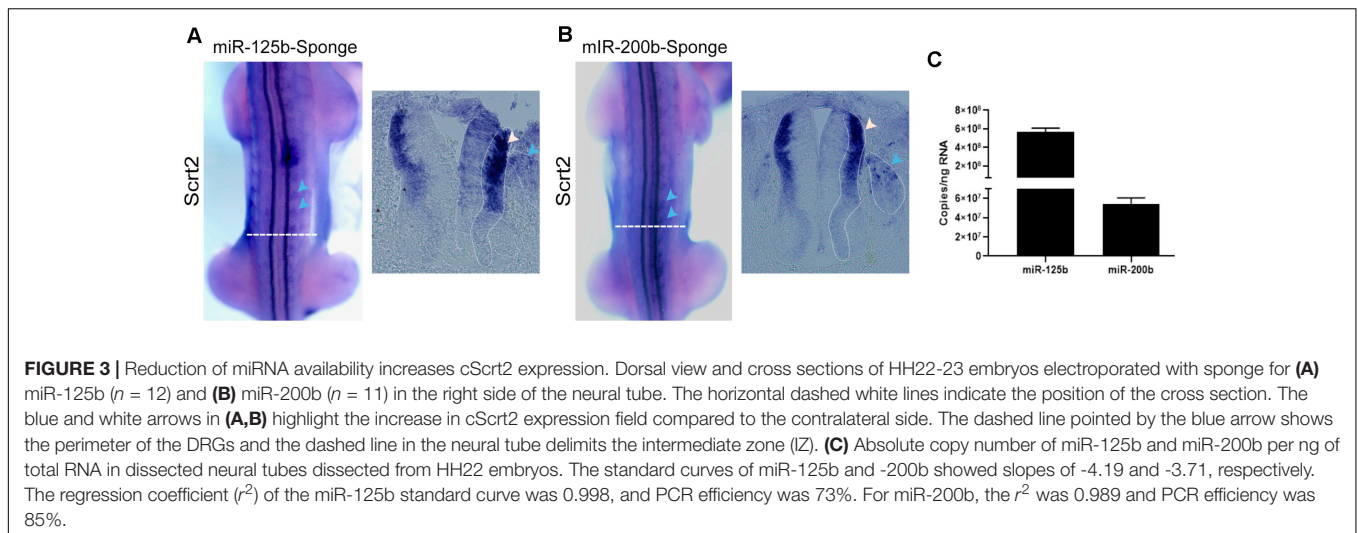 A
miR-125b-Sponge
B
mIR-200b-Sponge
C
Scrt2
Scrt2
Copies/ng RNA
8×10⁸
6×10⁸
4×10⁸
2×10⁸
6×10⁷
4×10⁷
2×10⁷
0
miR-125b
miR-200b
FIGURE 3 | Reduction of miRNA availability increases cScrt2 expression. Dorsal view and cross sections of HH22-23 embryos electroporated with sponge for (A)
miR-125b (n = 12) and (B) miR-200b (n = 11) in the right side of the neural tube. The horizontal dashed white lines indicate the position of the cross section. The
blue and white arrows in (A,B) highlight the increase in cScrt2 expression field compared to the contralateral side. The dashed line pointed by the blue arrow shows
the perimeter of the DRGs and the dashed line in the neural tube delimits the intermediate zone (IZ). (C) Absolute copy number of miR-125b and miR-200b per ng of
total RNA in dissected neural tubes dissected from HH22 embryos. The standard curves of miR-125b and -200b showed slopes of -4.19 and -3.71, respectively.
The regression coefficient (r²) of the miR-125b standard curve was 0.998, and PCR efficiency was 73%. For miR-200b, the r² was 0.989 and PCR efficiency was
85%.